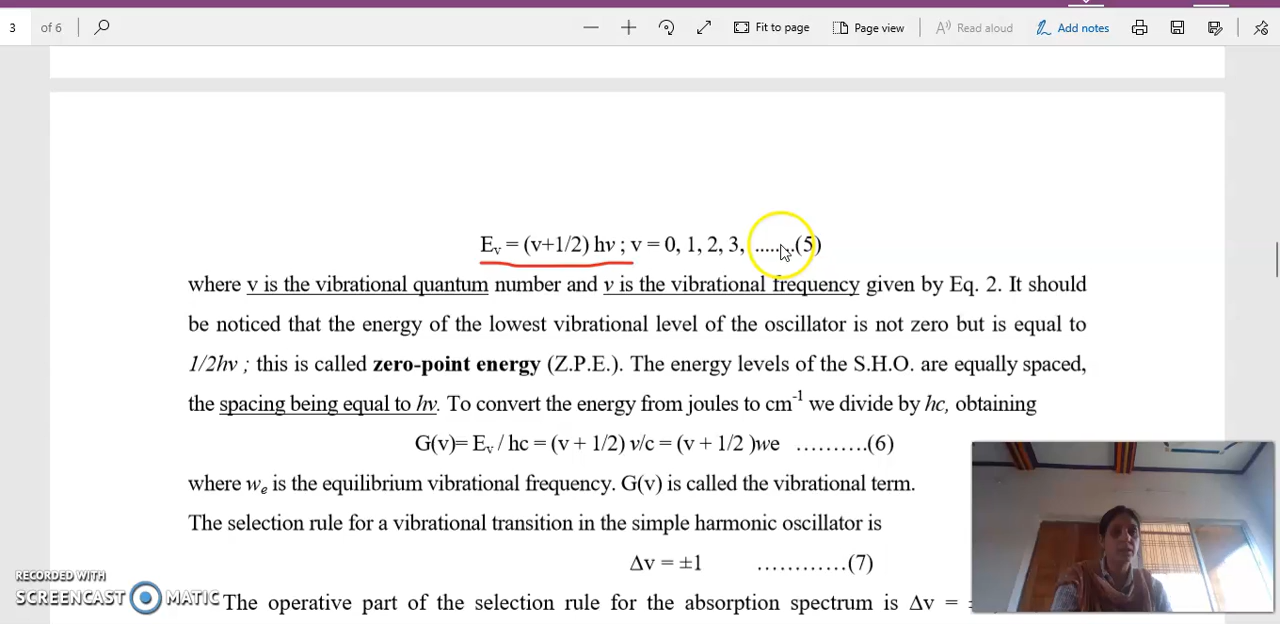 3 of 6 Fit to page Page view Read aloud Add notes
Ev = (v+1/2) hν ; v = 0, 1, 2, 3, ........(5)
where v is the vibrational quantum number and ν is the vibrational frequency given by Eq. 2. It should
be noticed that the energy of the lowest vibrational level of the oscillator is not zero but is equal to
1/2hν ; this is called zero-point energy (Z.P.E.). The energy levels of the S.H.O. are equally spaced,
the spacing being equal to hν. To convert the energy from joules to cm⁻¹ we divide by hc, obtaining
G(v)= Ev / hc = (v + 1/2) ν/c = (v + 1/2 )we ..........(6)
where we is the equilibrium vibrational frequency. G(v) is called the vibrational term.
The selection rule for a vibrational transition in the simple harmonic oscillator is
Δv = ±1 ............(7)
The operative part of the selection rule for the absorption spectrum is Δv =
RECORDED WITH
SCREENCAST MATIC